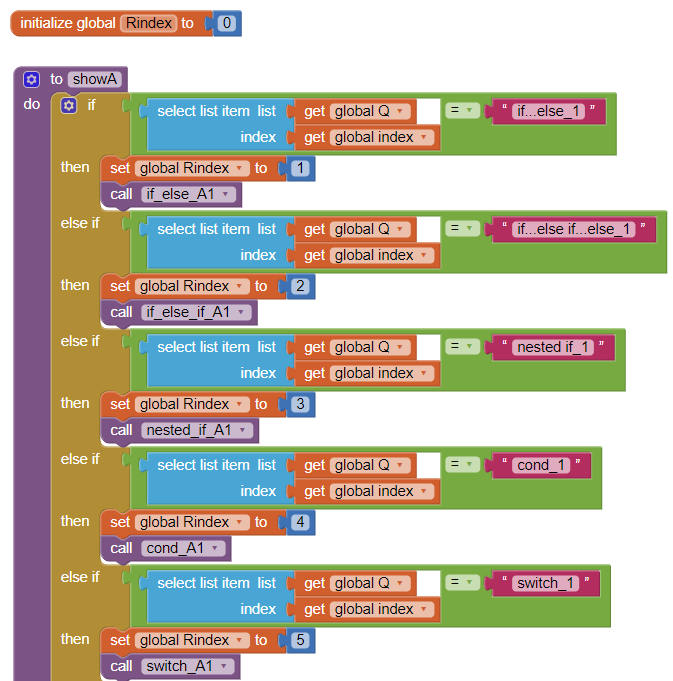 initialize global Rindex to 0
to showA
do if select list item list get global Q = “ if...else_1 ”
index get global index
then set global Rindex to 1
call if_else_A1
else if select list item list get global Q = “ if...else if...else_1 ”
index get global index
then set global Rindex to 2
call if_else_if_A1
else if select list item list get global Q = “ nested if_1 ”
index get global index
then set global Rindex to 3
call nested_if_A1
else if select list item list get global Q = “ cond_1 ”
index get global index
then set global Rindex to 4
call cond_A1
else if select list item list get global Q = “ switch_1 ”
index get global index
then set global Rindex to 5
call switch_A1